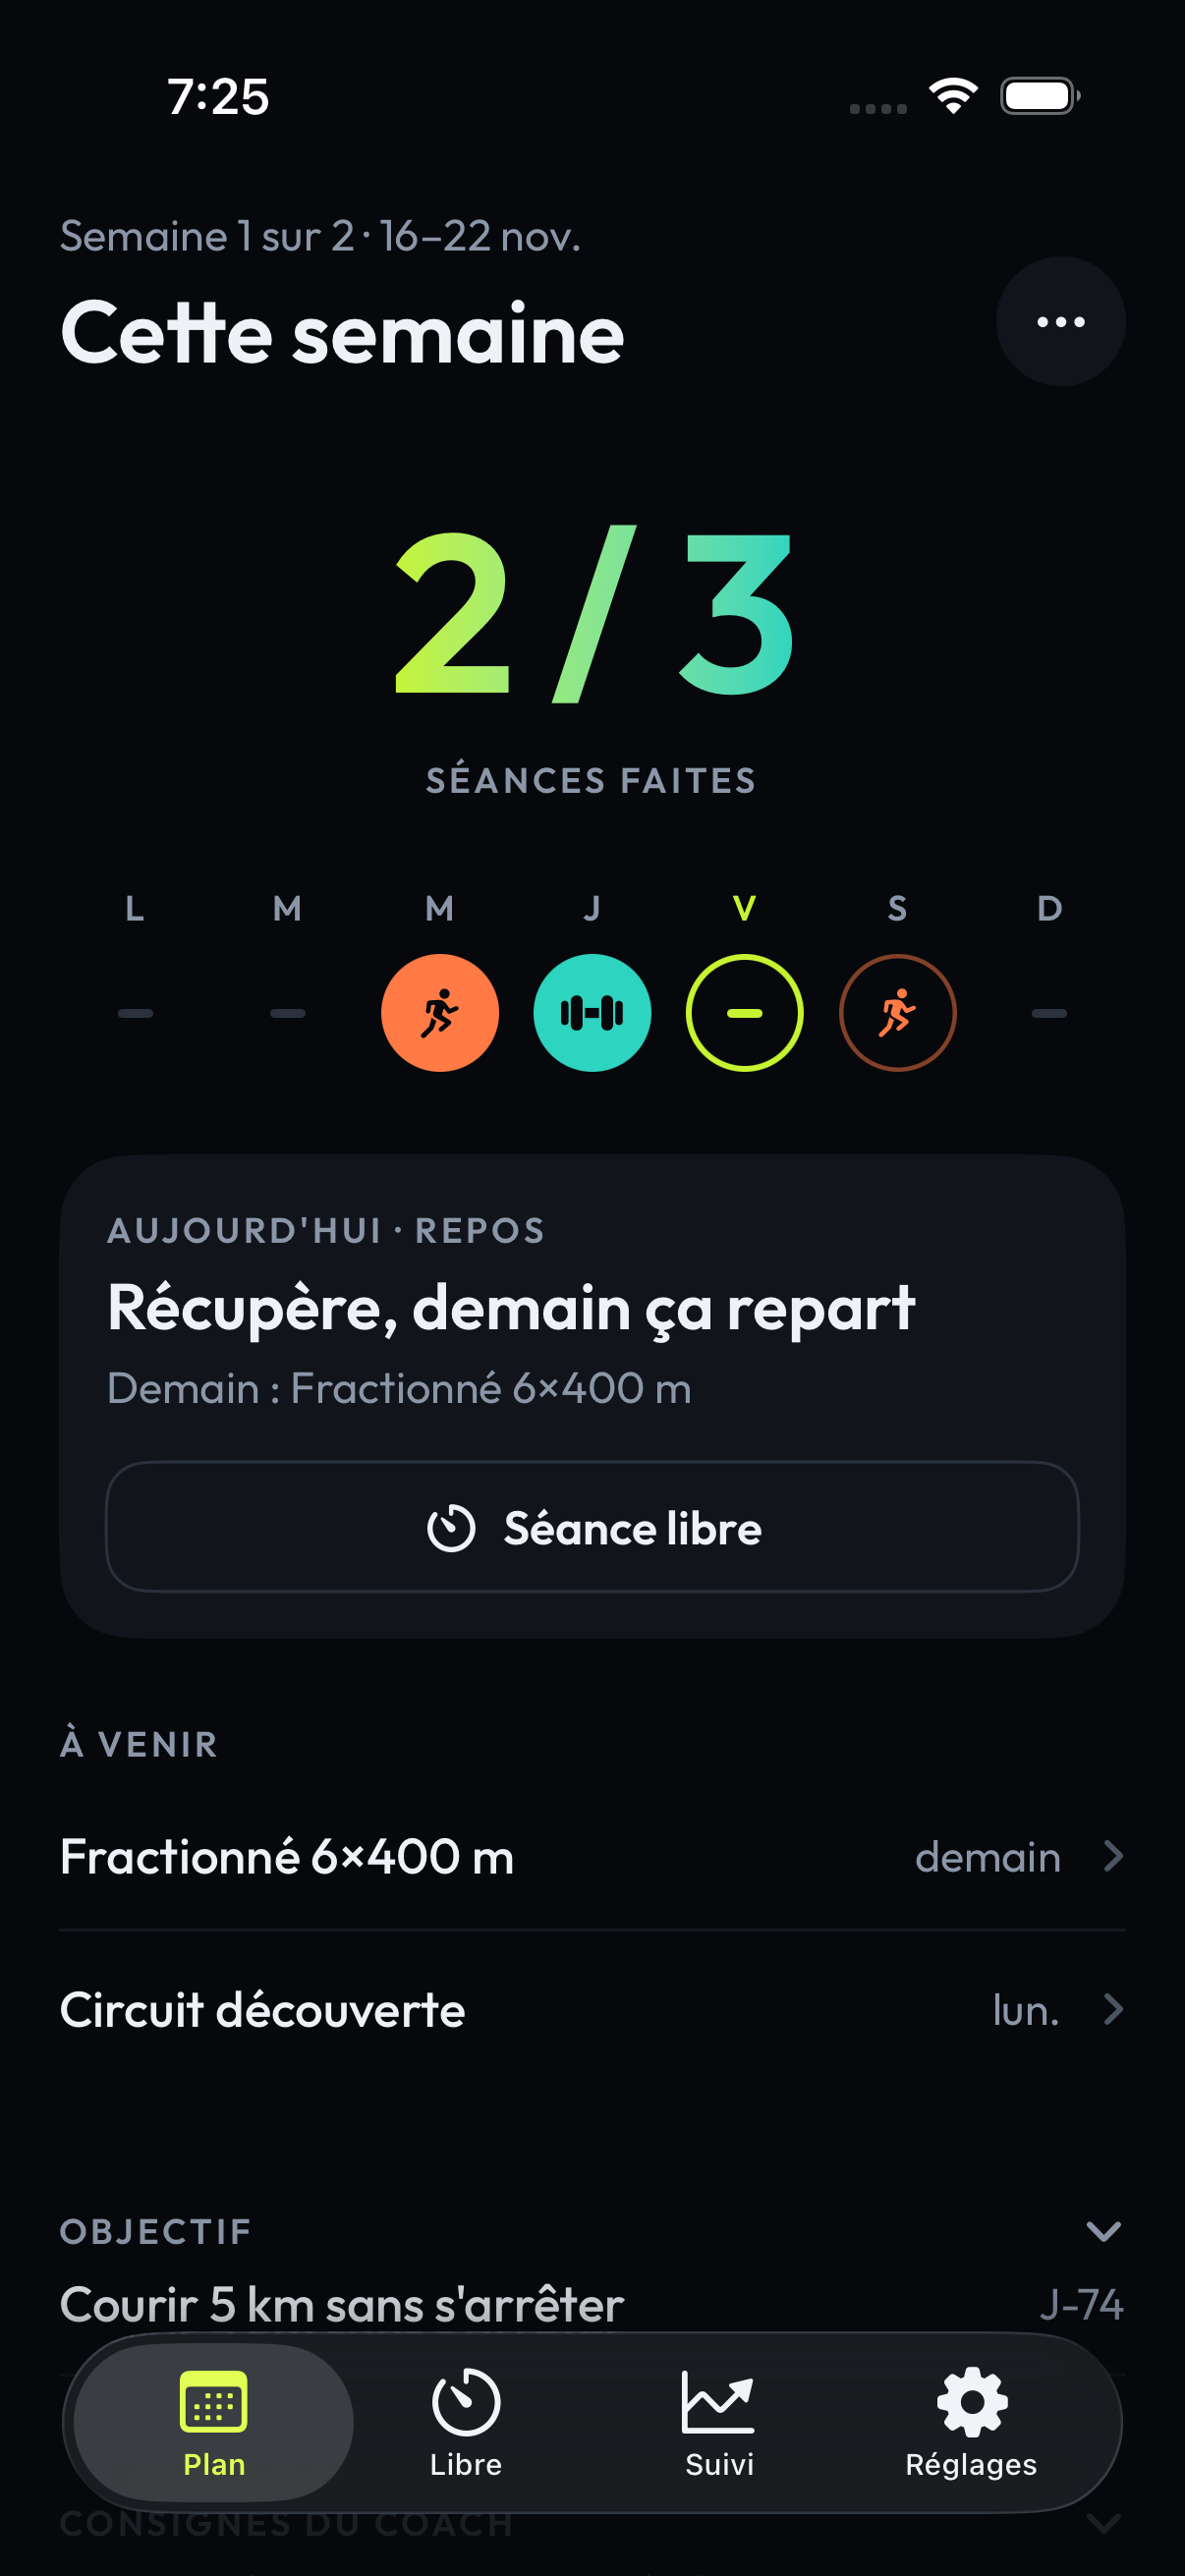 7:25
Semaine 1 sur 2 · 16–22 nov.
Cette semaine
2 / 3
SÉANCES FAITES
L M M J V S D
AUJOURD'HUI · REPOS
Récupère, demain ça repart
Demain : Fractionné 6×400 m
Séance libre
À VENIR
Fractionné 6×400 m demain
Circuit découverte lun.
OBJECTIF
Courir 5 km sans s'arrêter J-74
Plan Libre Suivi Réglages
CONSIGNES DU COACH